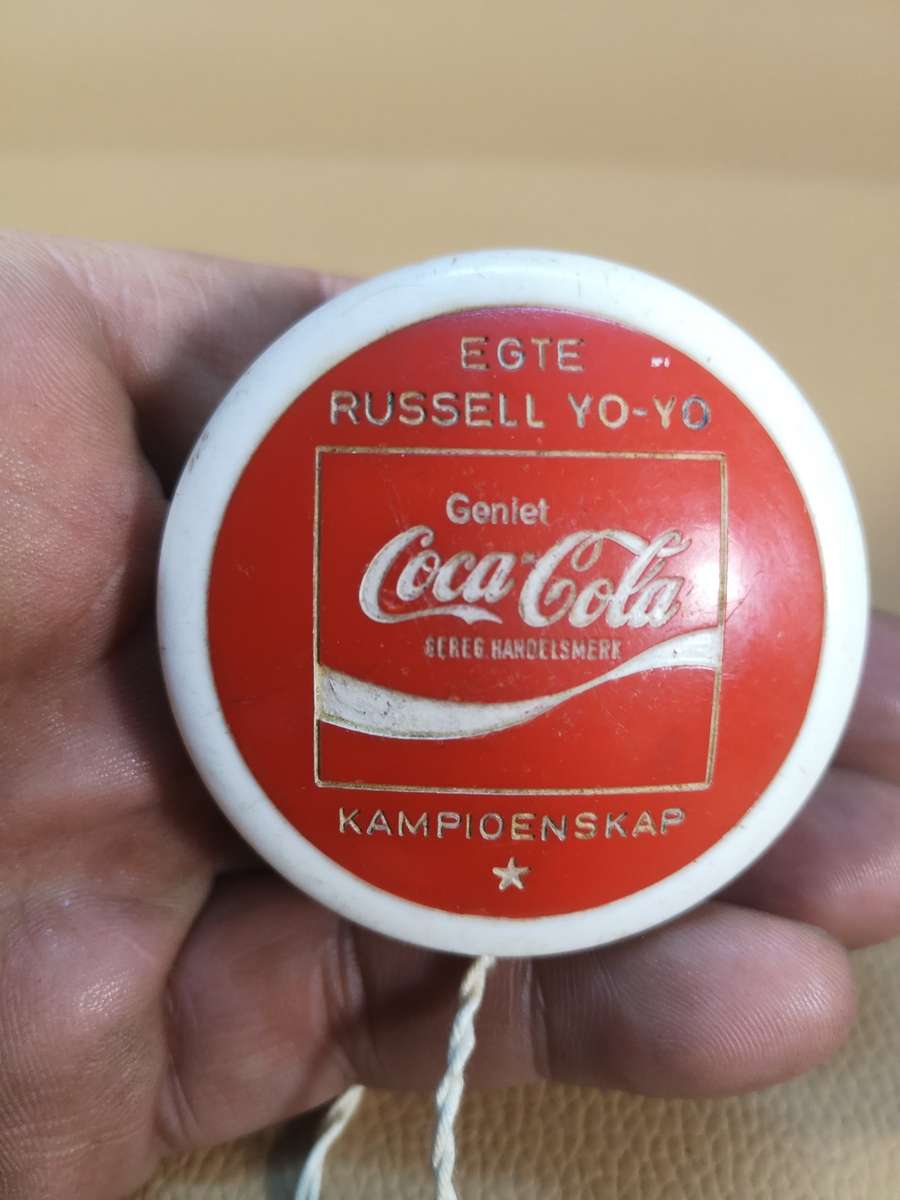 EGTE
RUSSELL YO-YO
Geniet
Coca-Cola
GEREG. HANDELSMERK
KAMPIOENSKAP